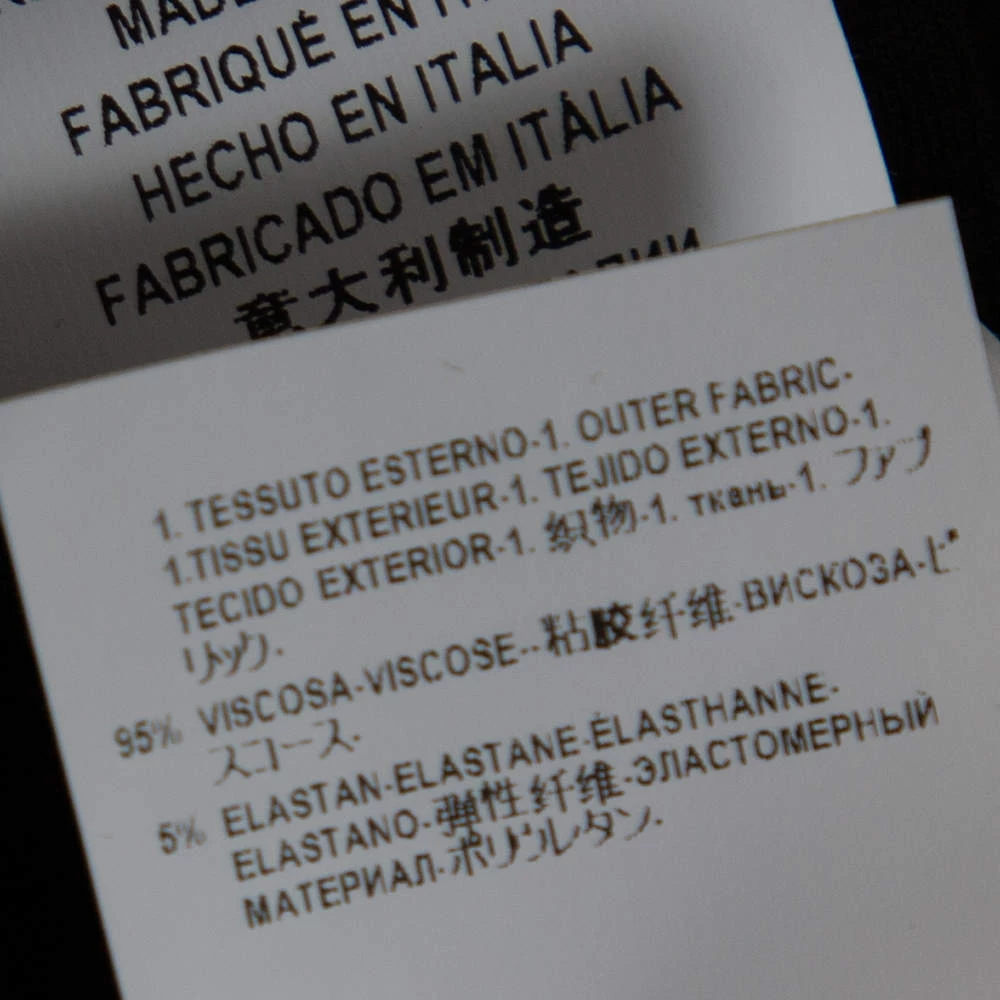 MADE
FABRIQUÉ EN IT
HECHO EN ITALIA
FABRICADO EM ITÁLIA
意大利制造
1. TESSUTO ESTERNO-1. OUTER FABRIC-
1.TISSU EXTERIEUR-1. TEJIDO EXTERNO-1.
TECIDO EXTERIOR-1. 织物-1. ткань-1. ファブ
リック.
95% VISCOSA-VISCOSE--粘胶纤维-ВИСКОЗА-ビ
スコース.
5% ELASTAN-ELASTANE-ÉLASTHANNE-
ELASTANO-弹性纤维-ЭЛАСТОМЕРНЫЙ
МАТЕРИАЛ-ポリウレタン.